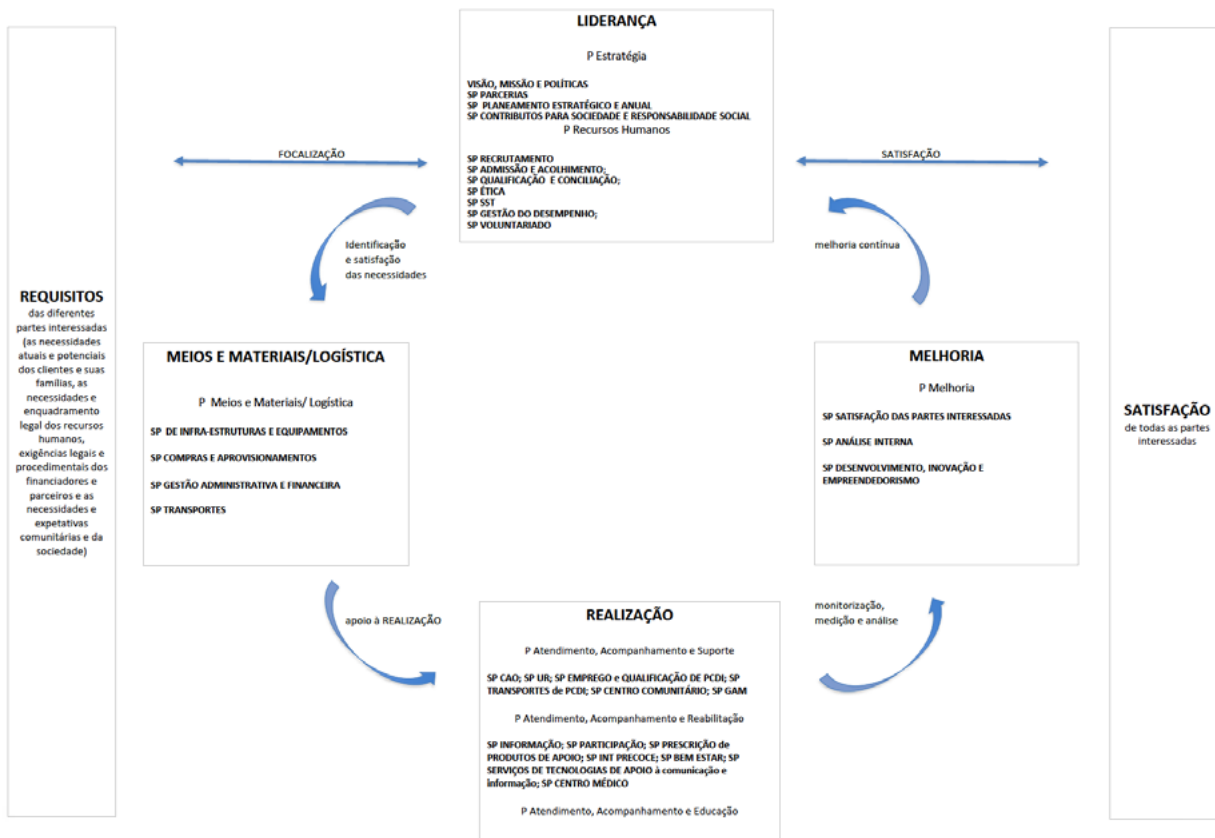 LIDERANÇA
P Estratégia
VISÃO, MISSÃO E POLÍTICAS
SP PARCERIAS
SP PLANEAMENTO ESTRATÉGICO E ANUAL
SP CONTRIBUTOS PARA SOCIEDADE E RESPONSABILIDADE SOCIAL
P Recursos Humanos
SP RECRUTAMENTO
SP ADMISSÃO E ACOLHIMENTO;
SP QUALIFICAÇÃO E CONCILIAÇÃO;
SP ÉTICA
SP SST
SP GESTÃO DO DESEMPENHO;
SP VOLUNTARIADO
FOCALIZAÇÃO
SATISFAÇÃO
Identificação
e satisfação
das necessidades
melhoria contínua
REQUISITOS
das diferentes
partes interessadas
(as necessidades
atuais e potenciais
dos clientes e suas
famílias, as
necessidades e
enquadramento
legal dos recursos
humanos,
exigências legais e
procedimentais dos
financiadores e
parceiros e as
necessidades e
expetativas
comunitárias e da
sociedade)
MEIOS E MATERIAIS/LOGÍSTICA
P Meios e Materiais/ Logística
SP DE INFRA-ESTRUTURAS E EQUIPAMENTOS
SP COMPRAS E APROVISIONAMENTOS
SP GESTÃO ADMINISTRATIVA E FINANCEIRA
SP TRANSPORTES
MELHORIA
P Melhoria
SP SATISFAÇÃO DAS PARTES INTERESSADAS
SP ANÁLISE INTERNA
SP DESENVOLVIMENTO, INOVAÇÃO E
EMPREENDEDORISMO
SATISFAÇÃO
de todas as partes
interessadas
apoio à REALIZAÇÃO
monitorização,
medição e análise
REALIZAÇÃO
P Atendimento, Acompanhamento e Suporte
SP CAO; SP UR; SP EMPREGO e QUALIFICAÇÃO DE PCDI; SP
TRANSPORTES de PCDI; SP CENTRO COMUNITÁRIO; SP GAM
P Atendimento, Acompanhamento e Reabilitação
SP INFORMAÇÃO; SP PARTICIPAÇÃO; SP PRESCRIÇÃO de
PRODUTOS DE APOIO; SP INT PRECOCE; SP BEM ESTAR; SP
SERVIÇOS DE TECNOLOGIAS DE APOIO à comunicação e
informação; SP CENTRO MÉDICO
P Atendimento, Acompanhamento e Educação